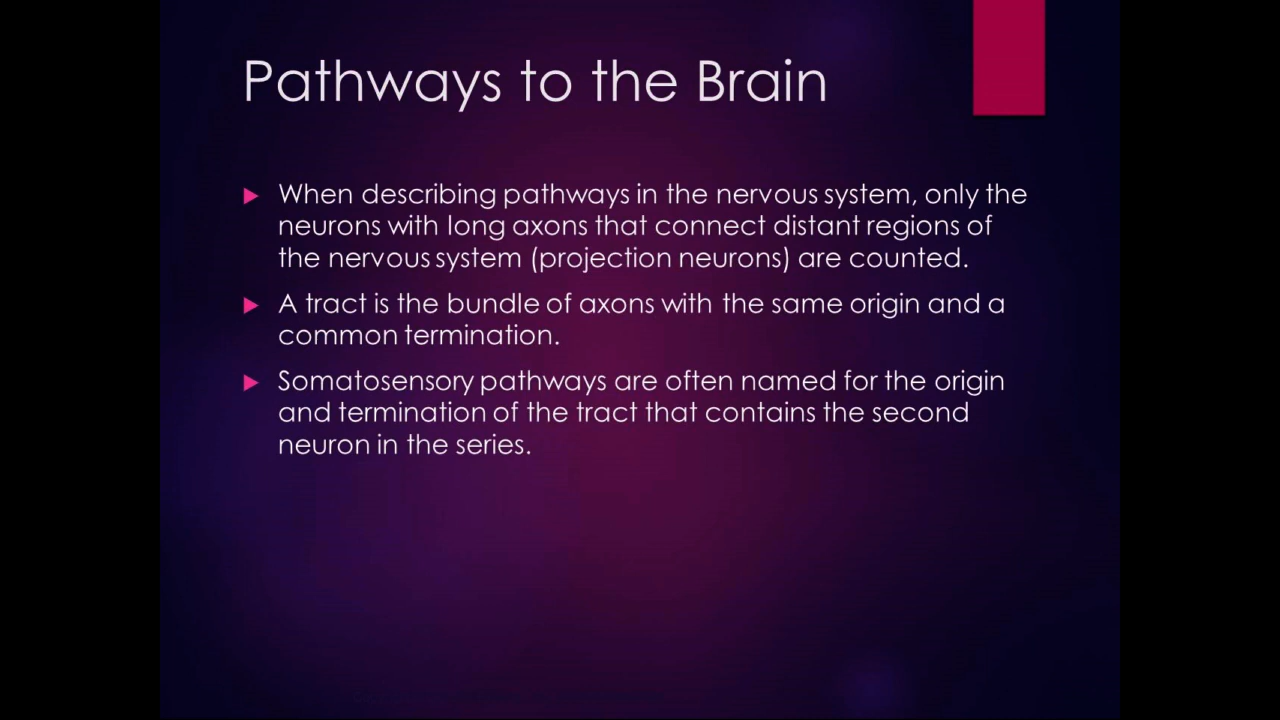 Pathways to the Brain
When describing pathways in the nervous system, only the
neurons with long axons that connect distant regions of
the nervous system (projection neurons) are counted.
A tract is the bundle of axons with the same origin and a
common termination.
Somatosensory pathways are often named for the origin
and termination of the tract that contains the second
neuron in the series.